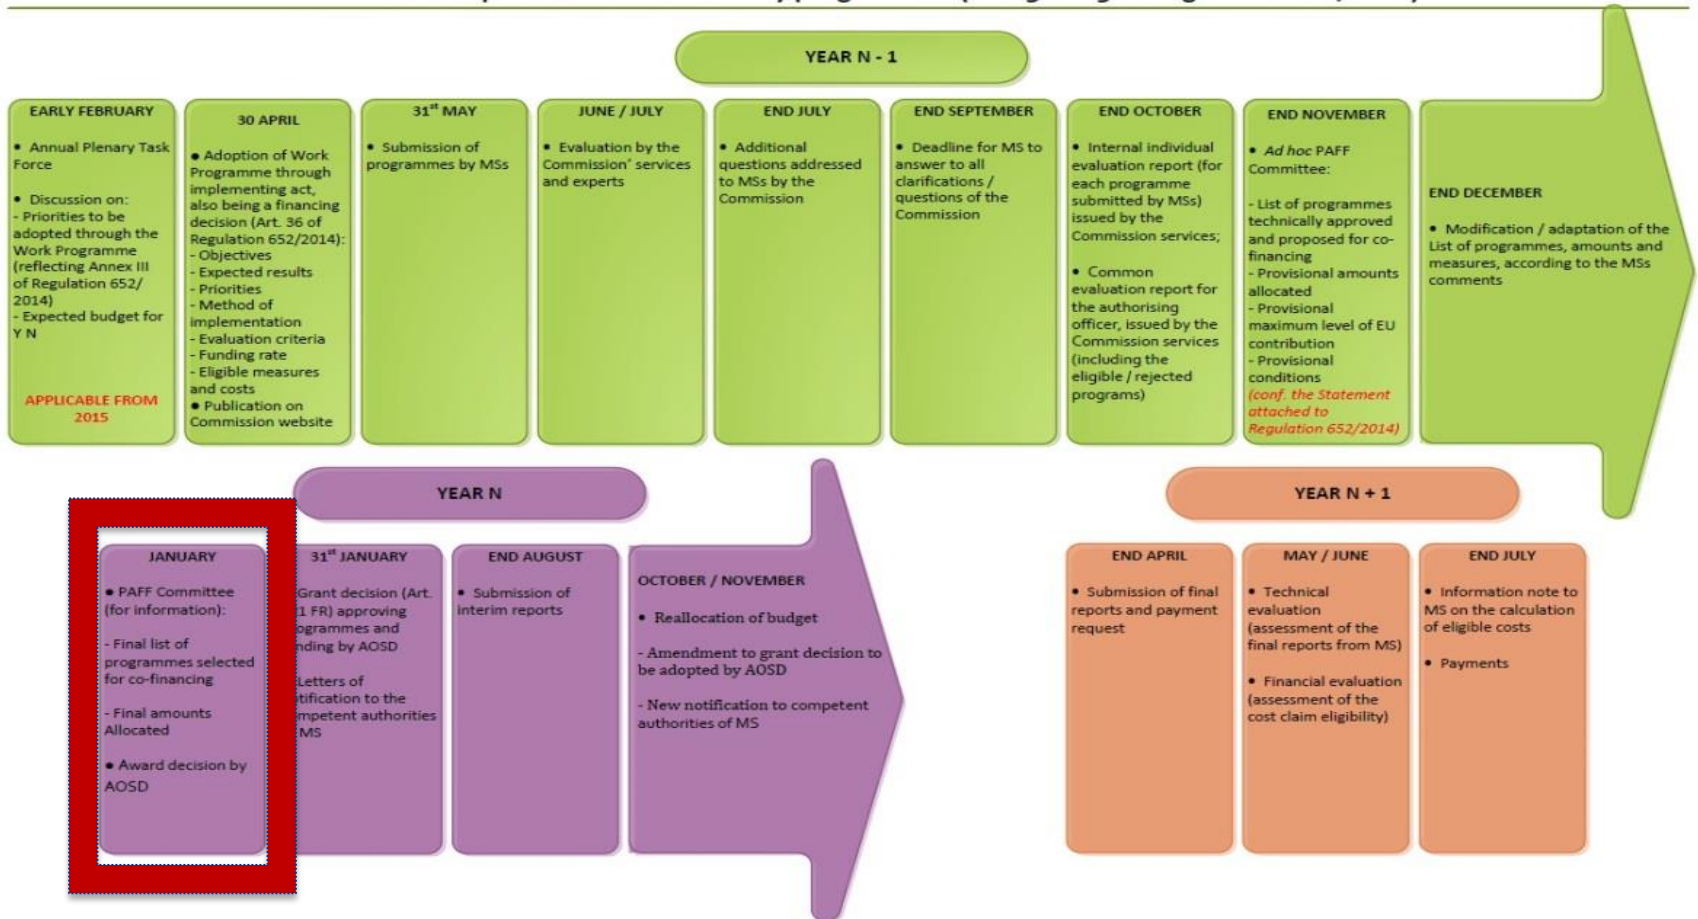 YEAR N - 1
EARLY FEBRUARY
• Annual Plenary Task
Force
• Discussion on:
- Priorities to be
adopted through the
Work Programme
(reflecting Annex III
of Regulation 652/
2014)
- Expected budget for
Y N
APPLICABLE FROM
2015
30 APRIL
● Adoption of Work
Programme through
implementing act,
also being a financing
decision (Art. 36 of
Regulation 652/2014):
- Objectives
- Expected results
- Priorities
- Method of
implementation
- Evaluation criteria
- Funding rate
- Eligible measures
and costs
● Publication on
Commission website
31st MAY
• Submission of
programmes by MSs
JUNE / JULY
• Evaluation by the
Commission' services
and experts
END JULY
• Additional
questions addressed
to MSs by the
Commission
END SEPTEMBER
• Deadline for MS to
answer to all
clarifications /
questions of the
Commission
END OCTOBER
• Internal individual
evaluation report (for
each programme
submitted by MSs)
issued by the
Commission services;
• Common
evaluation report for
the authorising
officer, issued by the
Commission services
(including the
eligible / rejected
programs)
END NOVEMBER
• Ad hoc PAFF
Committee:
- List of programmes
technically approved
and proposed for co-
financing
- Provisional amounts
allocated
- Provisional
maximum level of EU
contribution
- Provisional
conditions
(conf. the Statement
attached to
Regulation 652/2014)
END DECEMBER
• Modification / adaptation of the
List of programmes, amounts and
measures, according to the MSs
comments
YEAR N
JANUARY
● PAFF Committee
(for information):
- Final list of
programmes selected
for co-financing
- Final amounts
Allocated
● Award decision by
AOSD
31st JANUARY
Grant decision (Art.
FR) approving
and
by AOSD
Letters of
to the
authorities
MS
END AUGUST
• Submission of
interim reports
OCTOBER / NOVEMBER
• Reallocation of budget
- Amendment to grant decision to
be adopted by AOSD
- New notification to competent
authorities of MS
YEAR N + 1
END APRIL
• Submission of final
reports and payment
request
MAY / JUNE
• Technical
evaluation
(assessment of the
final reports from MS)
• Financial evaluation
(assessment of the
cost claim eligibility)
END JULY
• Information note to
MS on the calculation
of eligible costs
• Payments